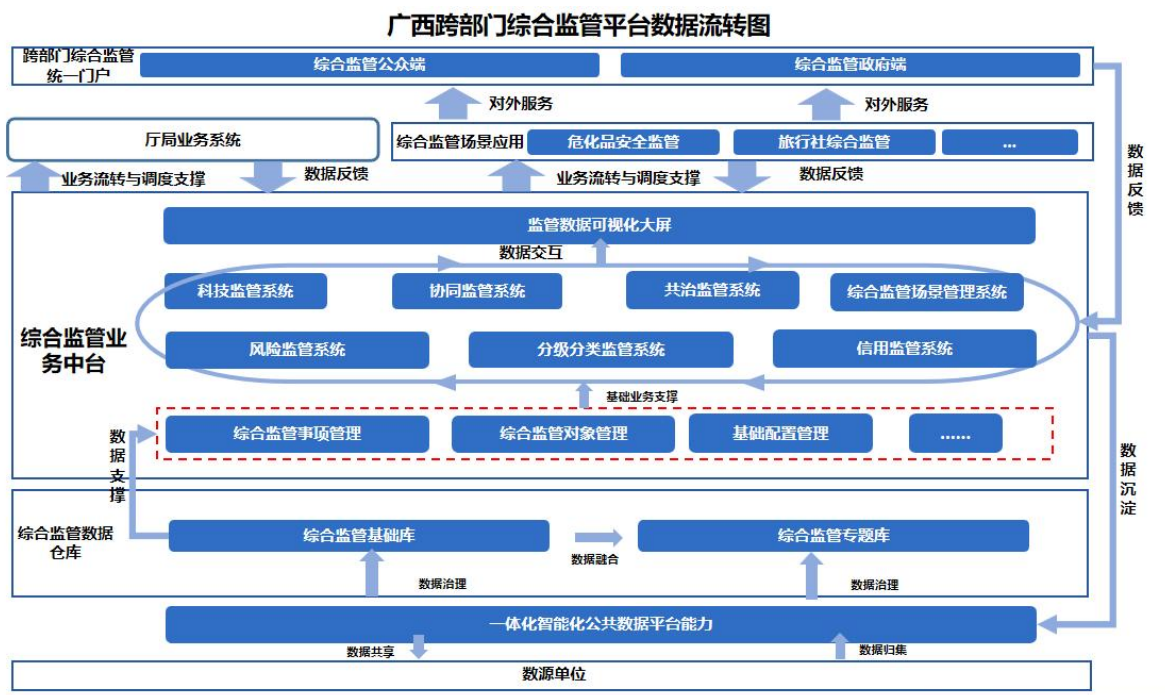 广西跨部门综合监管平台数据流转图
跨部门综合监管
统一门户
综合监管公众端
综合监管政府端
对外服务
对外服务
厅局业务系统
综合监管场景应用
危化品安全监管
旅行社综合监管
...
数据反馈
业务流转与调度支撑
数据反馈
业务流转与调度支撑
数据反馈
监管数据可视化大屏
数据交互
科技监管系统
协同监管系统
共治监管系统
综合监管场景管理系统
综合监管业
务中台
风险监管系统
分级分类监管系统
信用监管系统
基础业务支撑
综合监管事项管理
综合监管对象管理
基础配置管理
......
数据支撑
数据沉淀
综合监管数据
仓库
综合监管基础库
数据融合
综合监管专题库
数据治理
数据治理
一体化智能化公共数据平台能力
数据共享
数据归集
数源单位